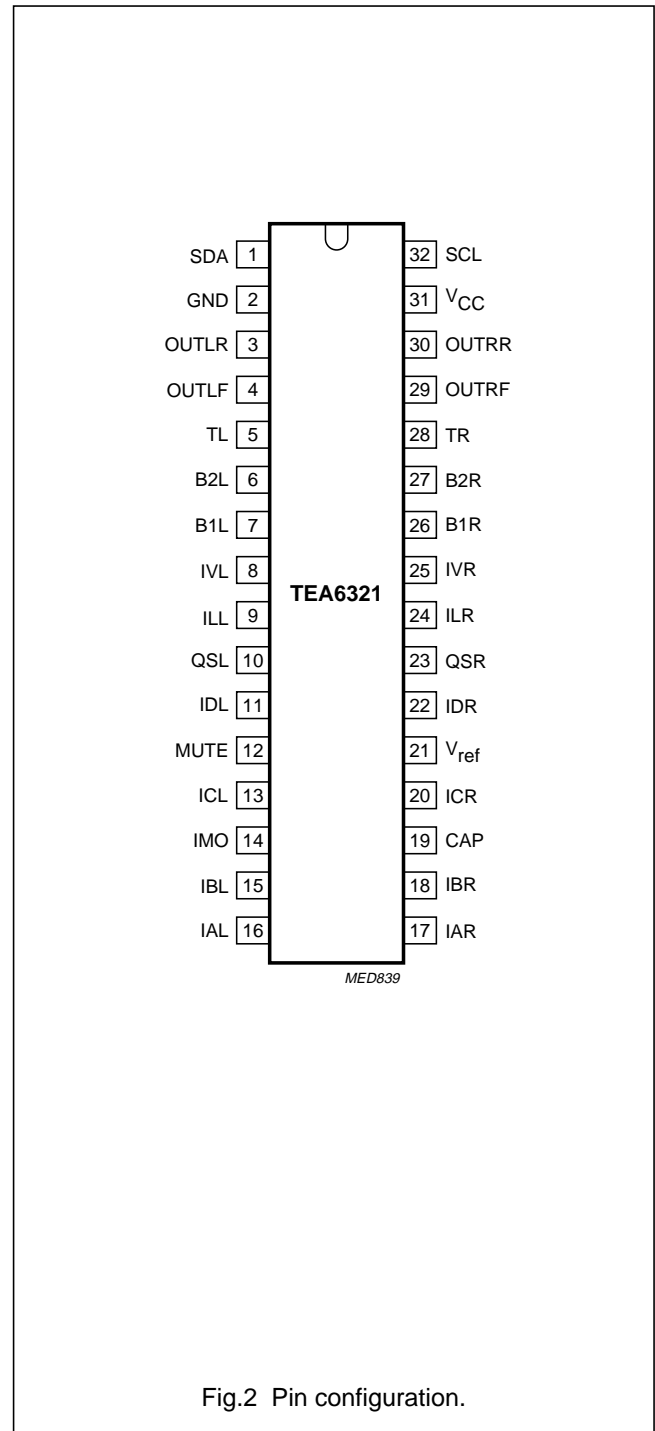 SDA 1 32 SCL
GND 2 31 VCC
OUTLR 3 30 OUTRR
OUTLF 4 29 OUTRF
TL 5 28 TR
B2L 6 27 B2R
B1L 7 26 B1R
IVL 8 25 IVR
TEA6321
ILL 9 24 ILR
QSL 10 23 QSR
IDL 11 22 IDR
MUTE 12 21 Vref
ICL 13 20 ICR
IMO 14 19 CAP
IBL 15 18 IBR
IAL 16 17 IAR
MED839
Fig.2 Pin configuration.